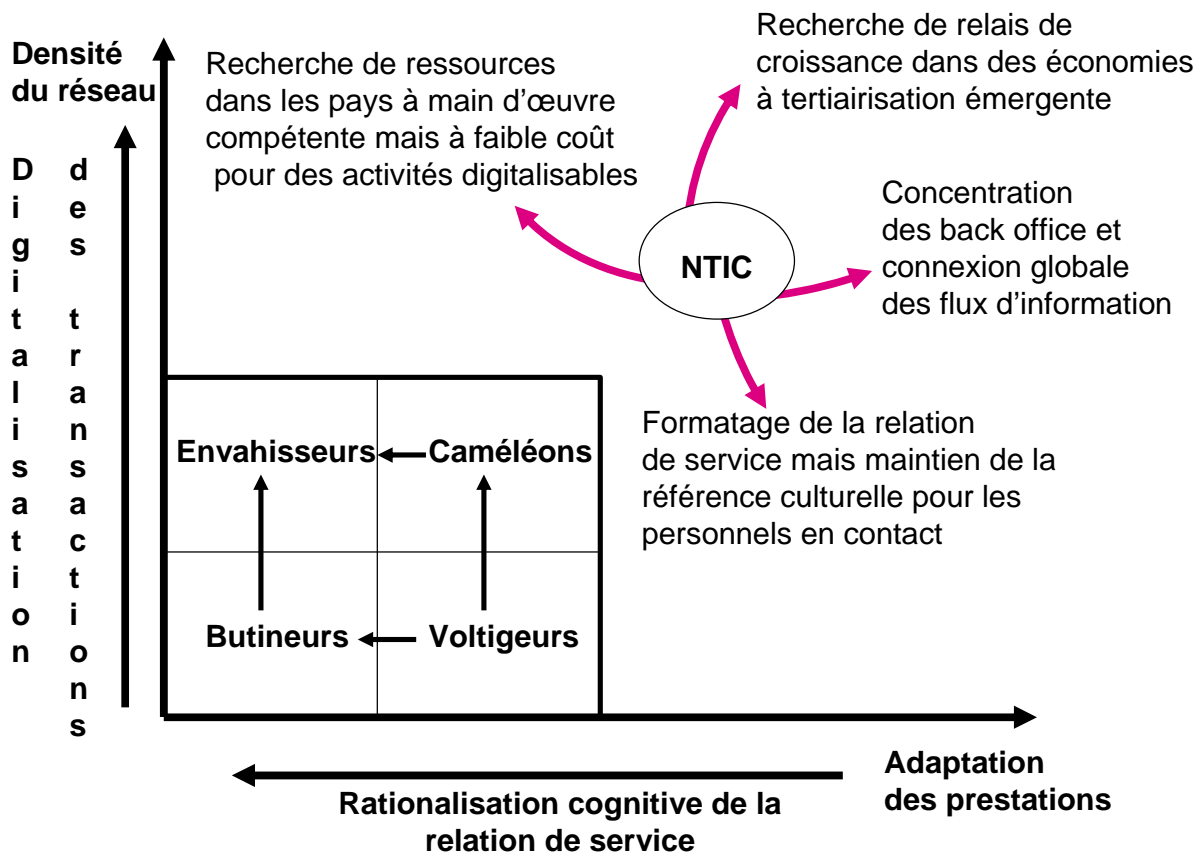 Densité
du réseau
Digitalisation
des transactions
Recherche de ressources
dans les pays à main d'œuvre
compétente mais à faible coût
pour des activités digitalisables
Recherche de relais de
croissance dans des économies
à tertiairisation émergente
NTIC
Concentration
des back office et
connexion globale
des flux d'information
Formatage de la relation
de service mais maintien de la
référence culturelle pour les
personnels en contact
Envahisseurs
Caméléons
Butineurs
Voltigeurs
Adaptation
des prestations
Rationalisation cognitive de la
relation de service